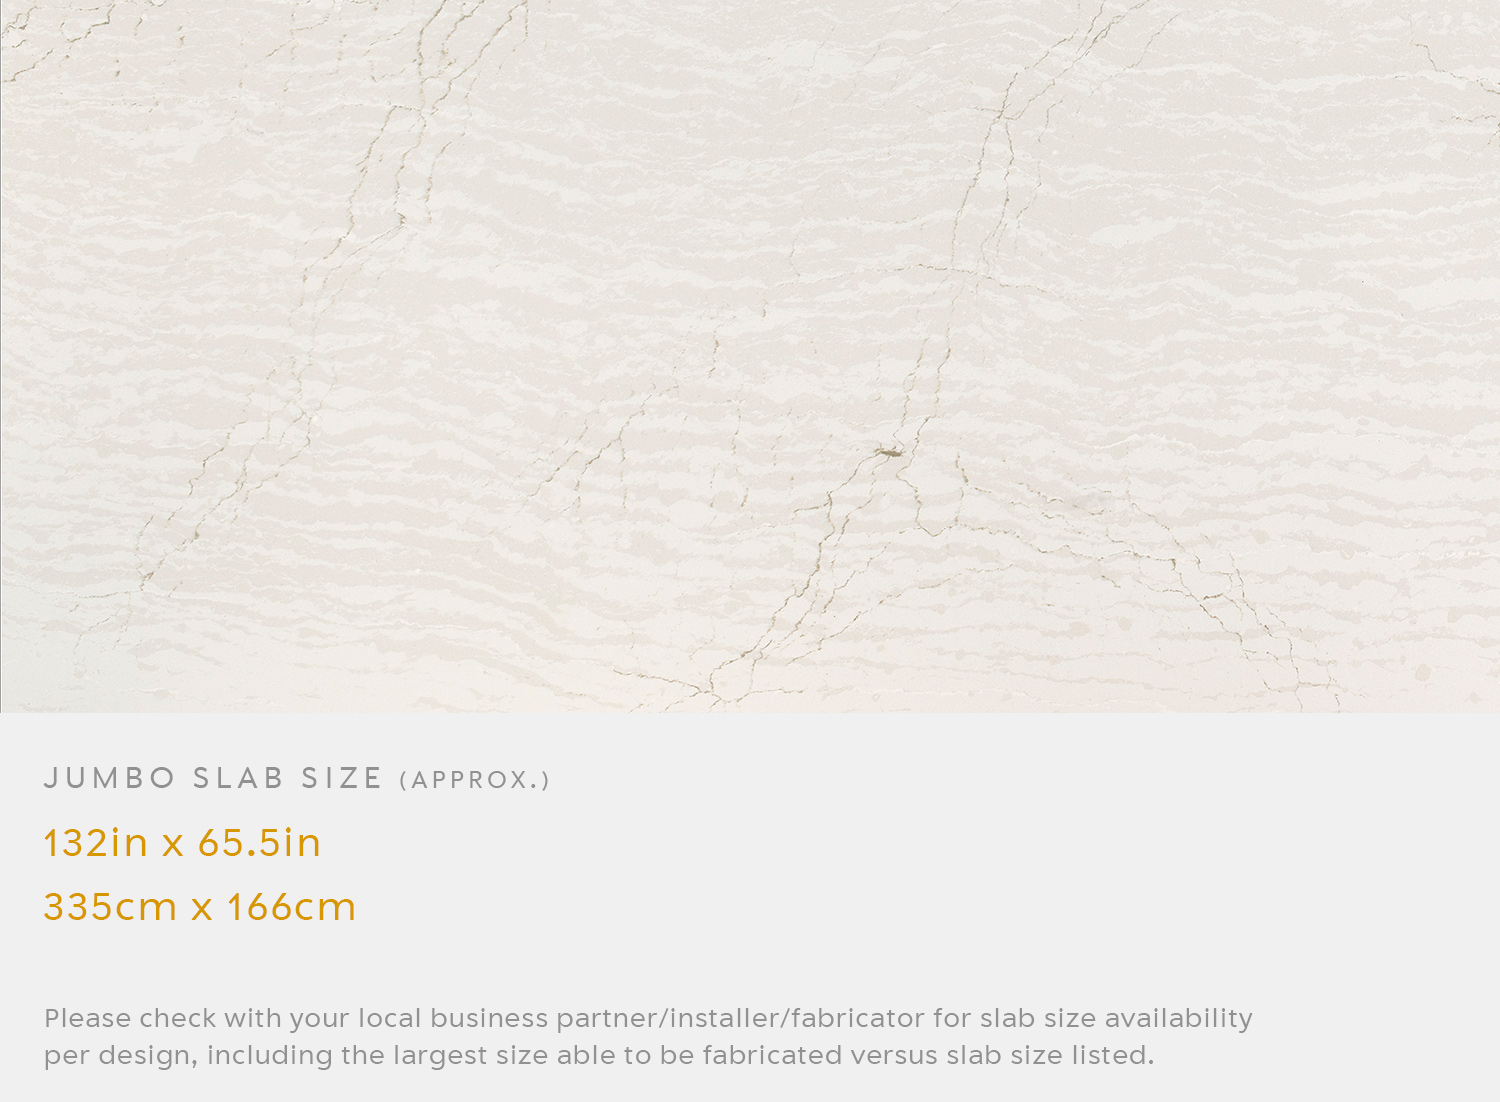 JUMBO SLAB SIZE (APPROX.)
132in x 65.5in
335cm x 166cm
Please check with your local business partner/installer/fabricator for slab size availability
per design, including the largest size able to be fabricated versus slab size listed.